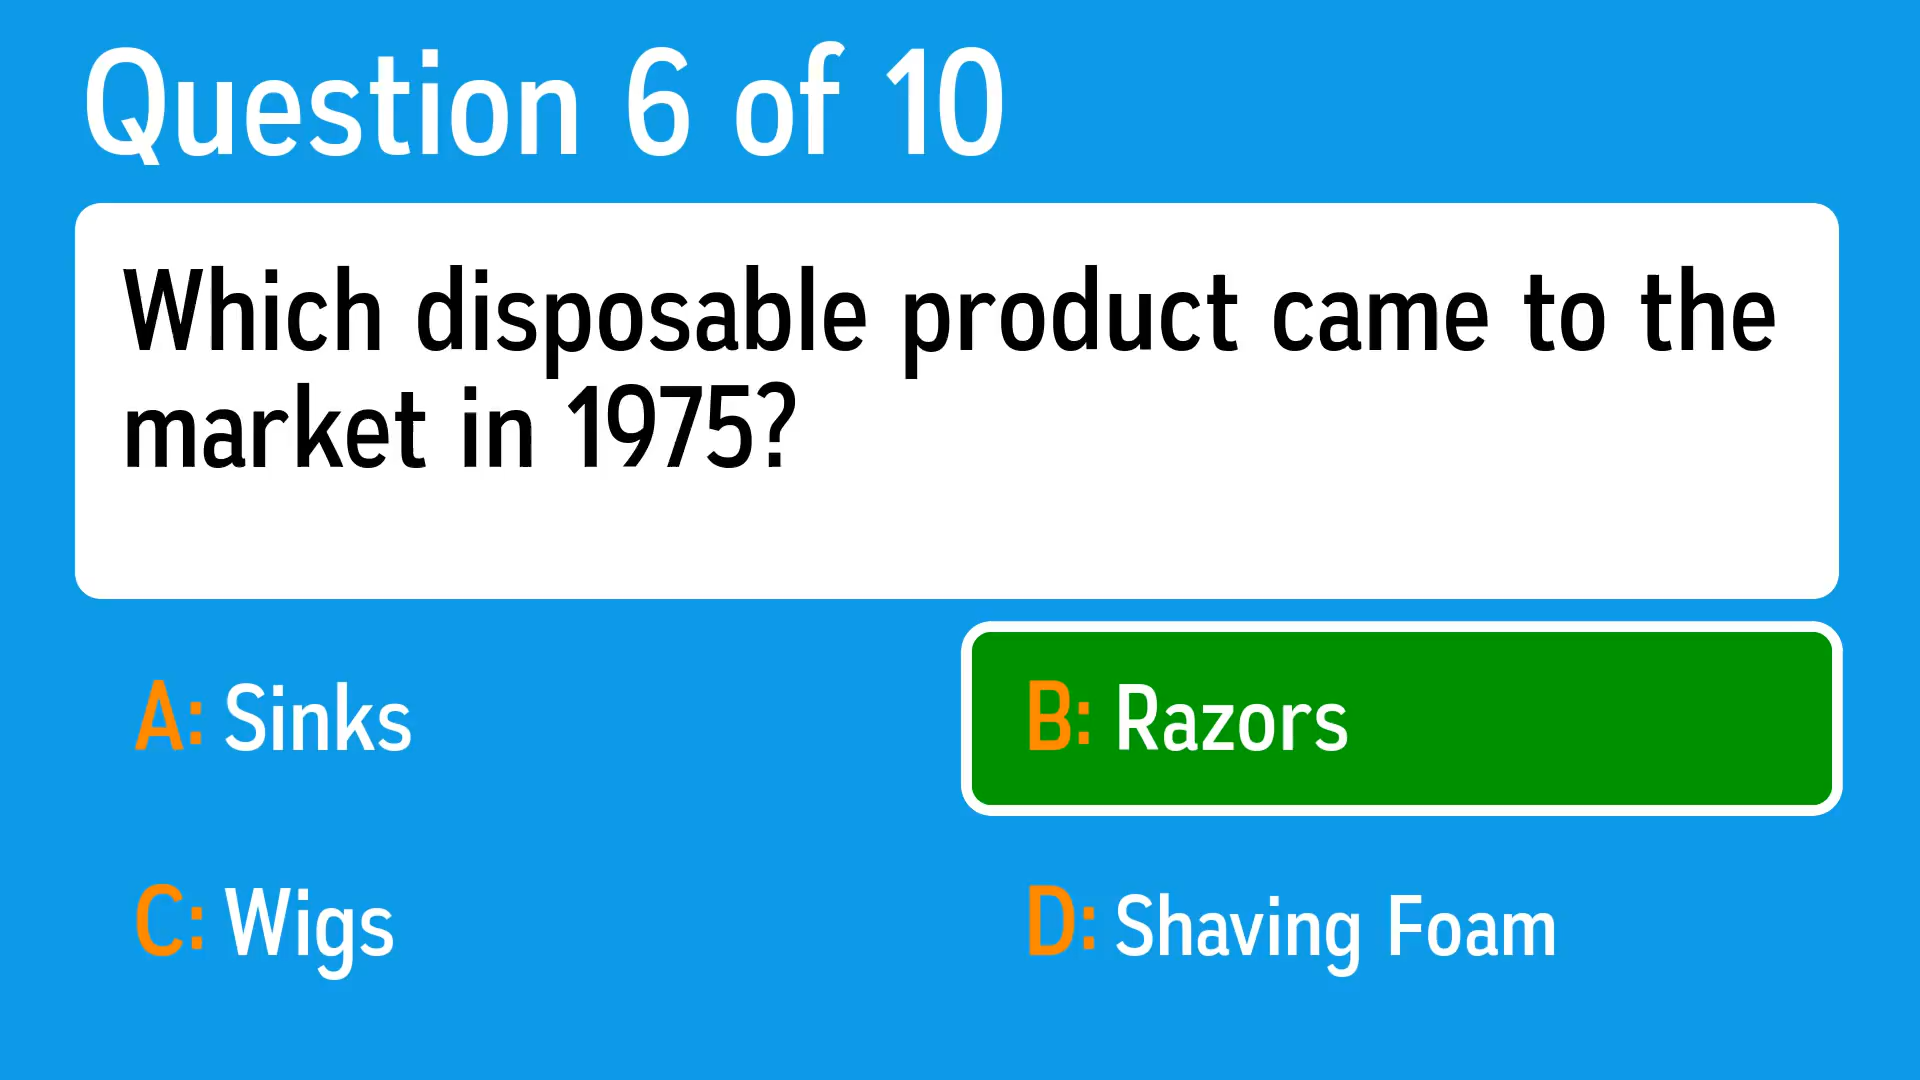 Question 6 of 10
Which disposable product came to the
market in 1975?
A: Sinks
B: Razors
C: Wigs
D: Shaving Foam